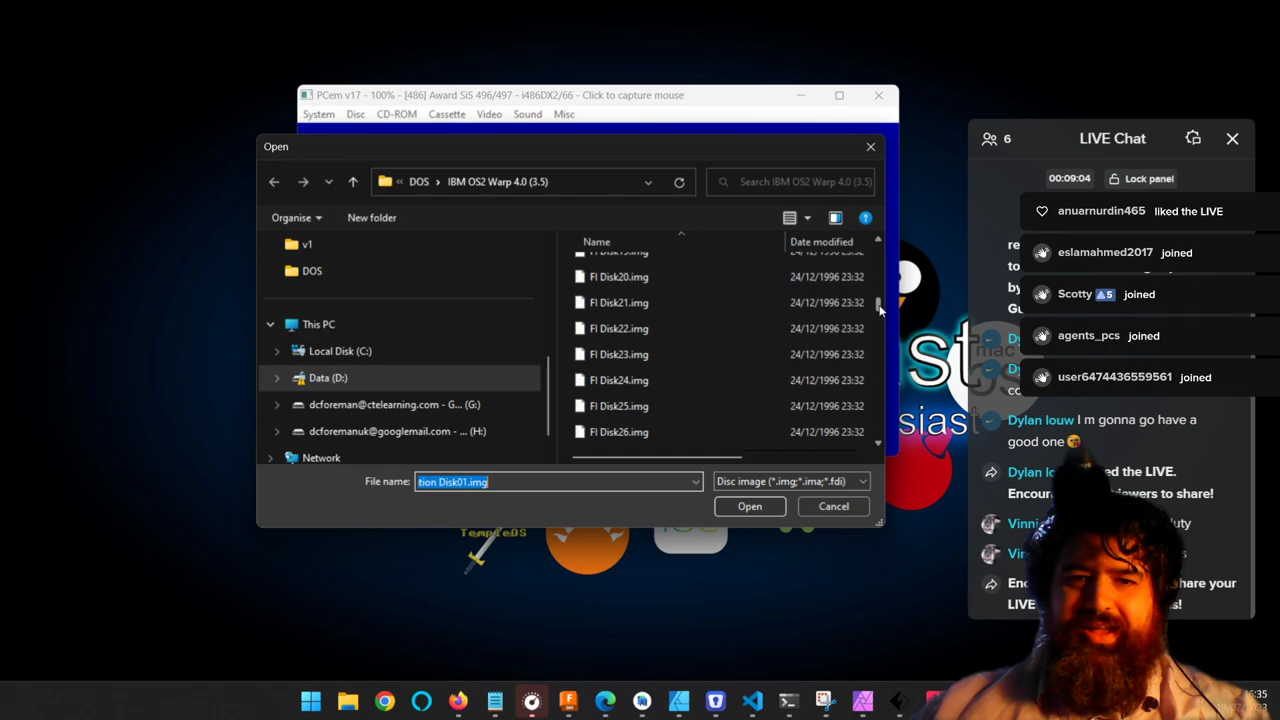 PCem v17 - 100% - [486] Award SiS 496/497 - i486DX2/66 - Click to capture mouse
System Disc CD-ROM Cassette Video Sound Misc
Open
DOS › IBM OS2 Warp 4.0 (3.5)
Search IBM OS2 Warp 4.0 (3.5)
Organise
New folder
v1
DOS
This PC
Local Disk (C:)
Data (D:)
dcforeman@ctelearning.com - G... (G:)
dcforemanuk@googlemail.com - ... (H:)
Network
Name Date modified
FI Disk20.img 24/12/1996 23:32
FI Disk21.img 24/12/1996 23:32
FI Disk22.img 24/12/1996 23:32
FI Disk23.img 24/12/1996 23:32
FI Disk24.img 24/12/1996 23:32
FI Disk25.img 24/12/1996 23:32
FI Disk26.img 24/12/1996 23:32
File name: tion Disk01.img
Disc image (*.img;*.ima;*.fdi)
Open Cancel
TempleOS
mac
6 LIVE Chat
00:09:04 Lock panel
anuarnurdin465 liked the LIVE
eslamahmed2017 joined
Scotty 5 joined
agents_pcs joined
user6474436559561 joined
Dylan louw I m gonna go have a
good one
ed the LIVE.
Encour iewers to share!
hare your
LIVE